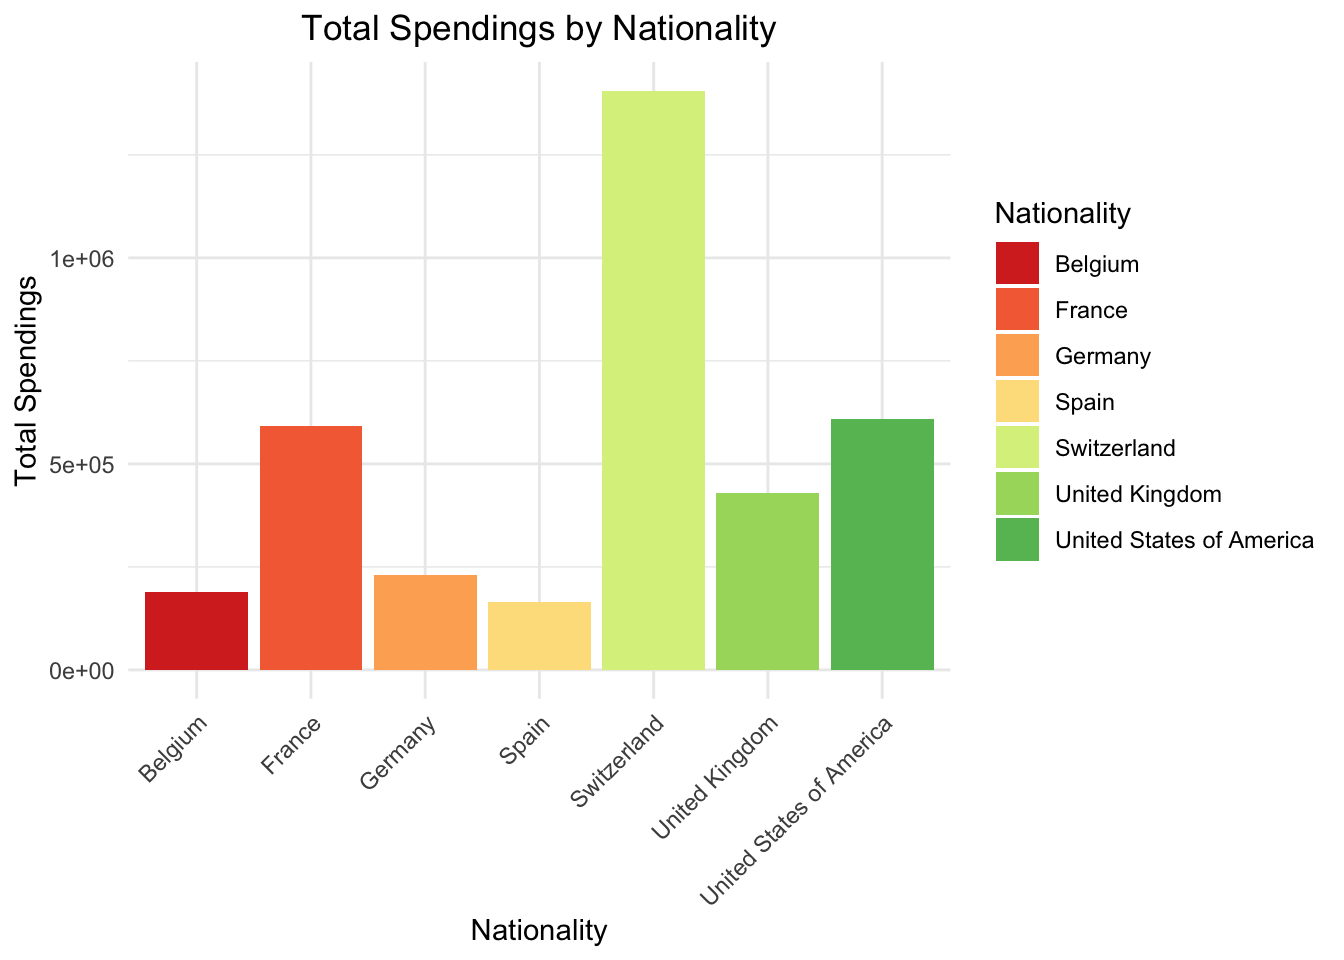 Total Spendings by Nationality
Total Spendings
1e+06
5e+05
0e+00
Belgium
France
Germany
Spain
Switzerland
United Kingdom
United States of America
Nationality
Nationality
Belgium
France
Germany
Spain
Switzerland
United Kingdom
United States of America